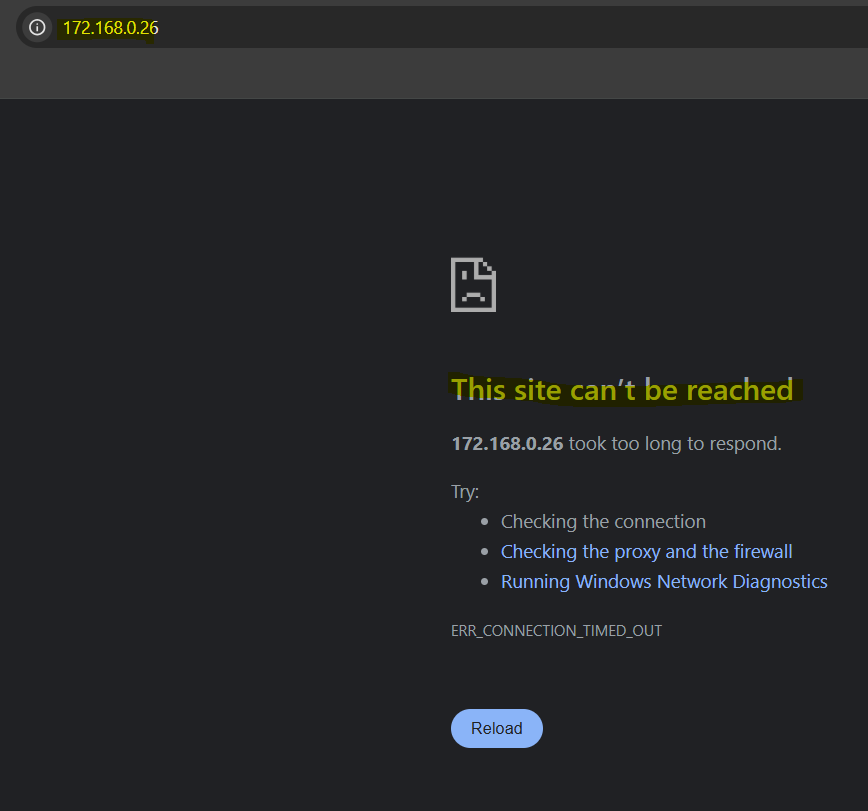 172.168.0.26
This site can’t be reached
172.168.0.26 took too long to respond.
Try:
• Checking the connection
• Checking the proxy and the firewall
• Running Windows Network Diagnostics
ERR_CONNECTION_TIMED_OUT
Reload